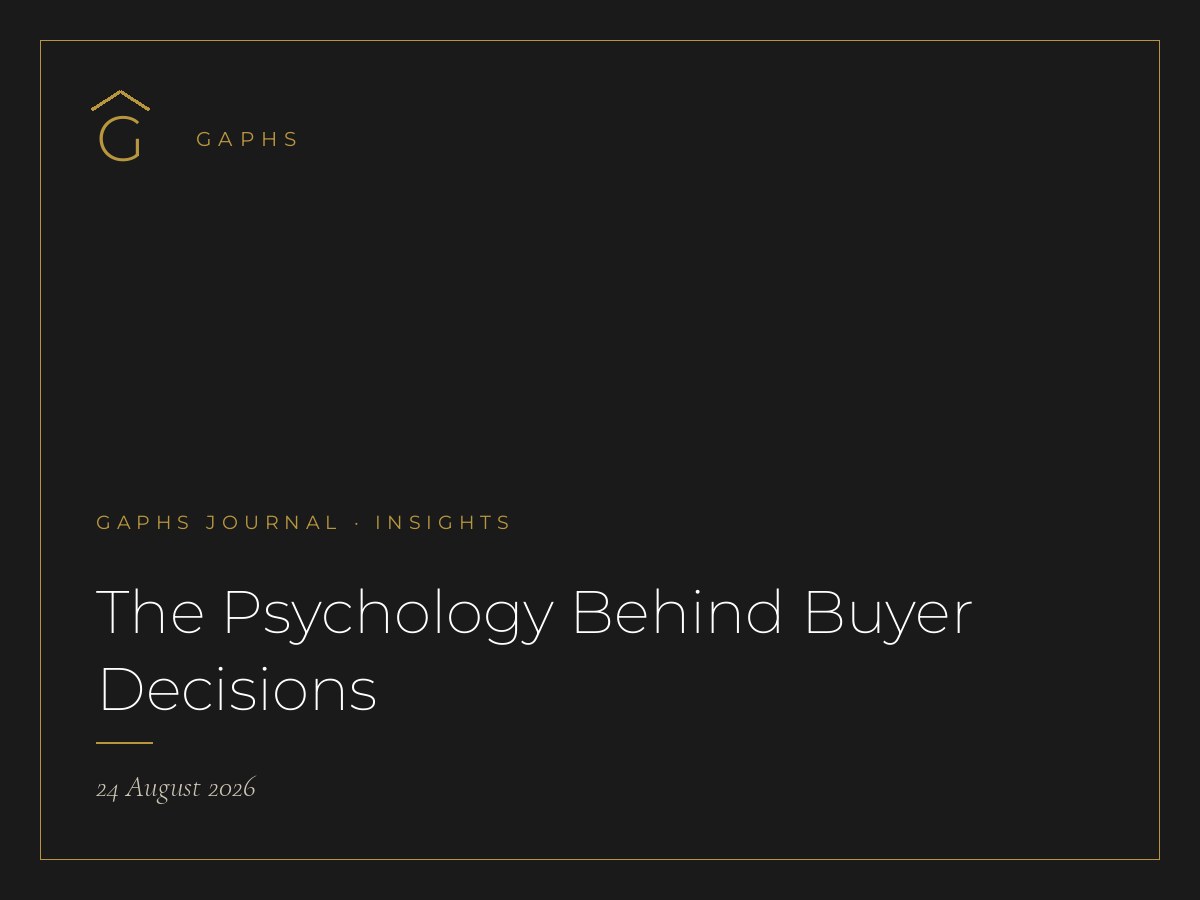 G
GAPHS
GAPHS JOURNAL · INSIGHTS
The Psychology Behind Buyer
Decisions
24 August 2026